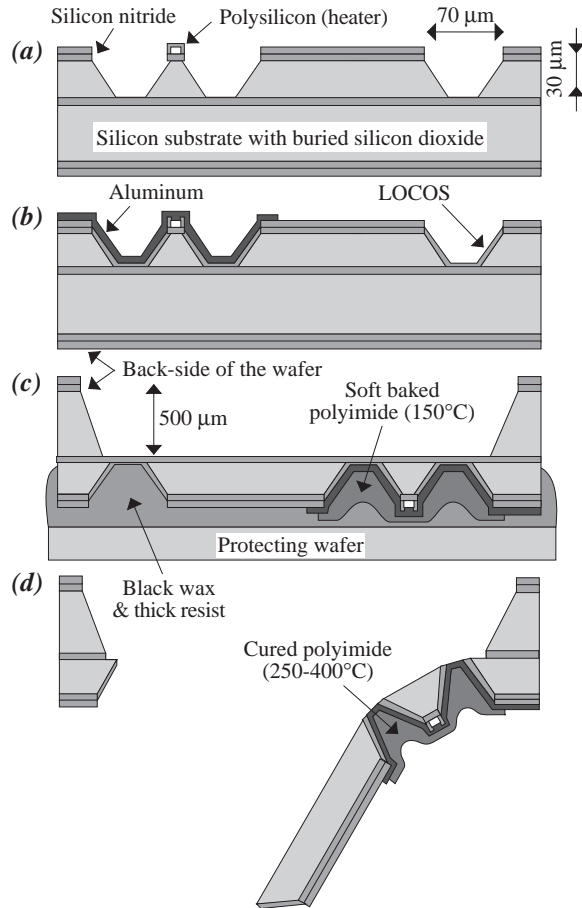 Silicon nitride
Polysilicon (heater)
70 µm
(a)
30 µm
Silicon substrate with buried silicon dioxide
Aluminum
LOCOS
(b)
Back-side of the wafer
(c)
500 µm
Soft baked
polyimide (150°C)
Protecting wafer
Black wax
& thick resist
(d)
Cured polyimide
(250-400°C)